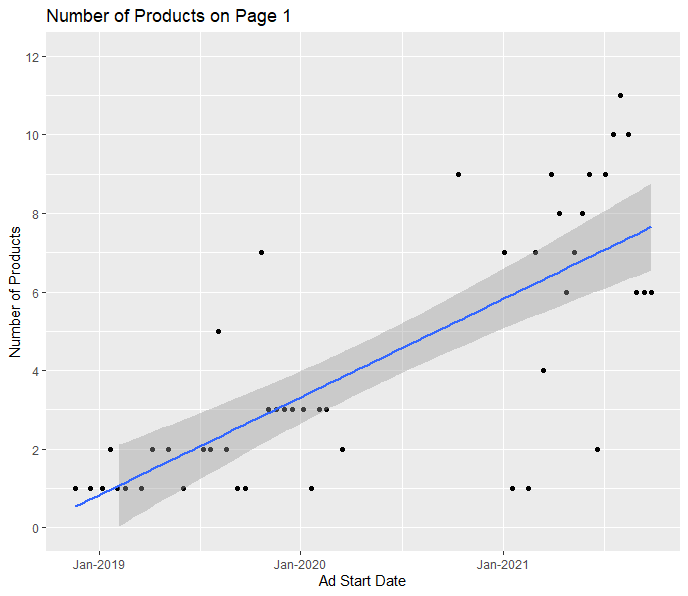 Number of Products on Page 1
Number of Products
12
10
8
6
4
2
0
Jan-2019
Jan-2020
Jan-2021
Ad Start Date